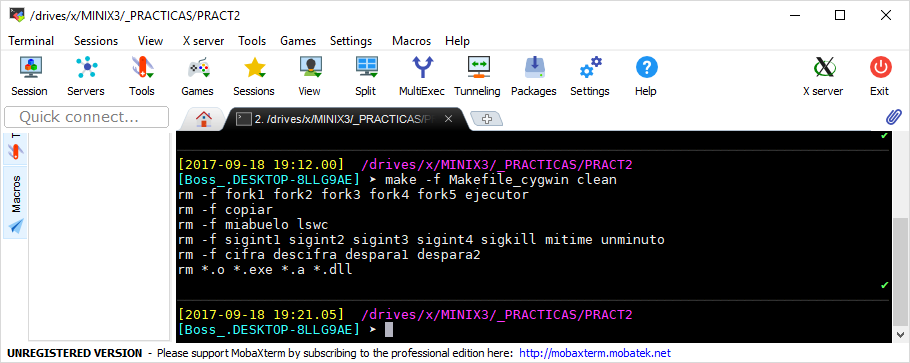 /drives/x/MINIX3/_PRACTICAS/PRACT2
Terminal Sessions View X server Tools Games Settings Macros Help
Session Servers Tools Games Sessions View Split MultiExec Tunneling Packages Settings Help X server Exit
Quick connect...
2. /drives/x/MINIX3/_PRACTICAS/P
Macros
[2017-09-18 19:12.00] /drives/x/MINIX3/_PRACTICAS/PRACT2
[Boss_.DESKTOP-8LLG9AE] ➤ make -f Makefile_cygwin clean
rm -f fork1 fork2 fork3 fork4 fork5 ejecutor
rm -f copiar
rm -f miabuelo lswc
rm -f sigint1 sigint2 sigint3 sigint4 sigkill mitime unminuto
rm -f cifra descifra despara1 despara2
rm *.o *.exe *.a *.dll
[2017-09-18 19:21.05] /drives/x/MINIX3/_PRACTICAS/PRACT2
[Boss_.DESKTOP-8LLG9AE] ➤
UNREGISTERED VERSION - Please support MobaXterm by subscribing to the professional edition here: http://mobaxterm.mobatek.net